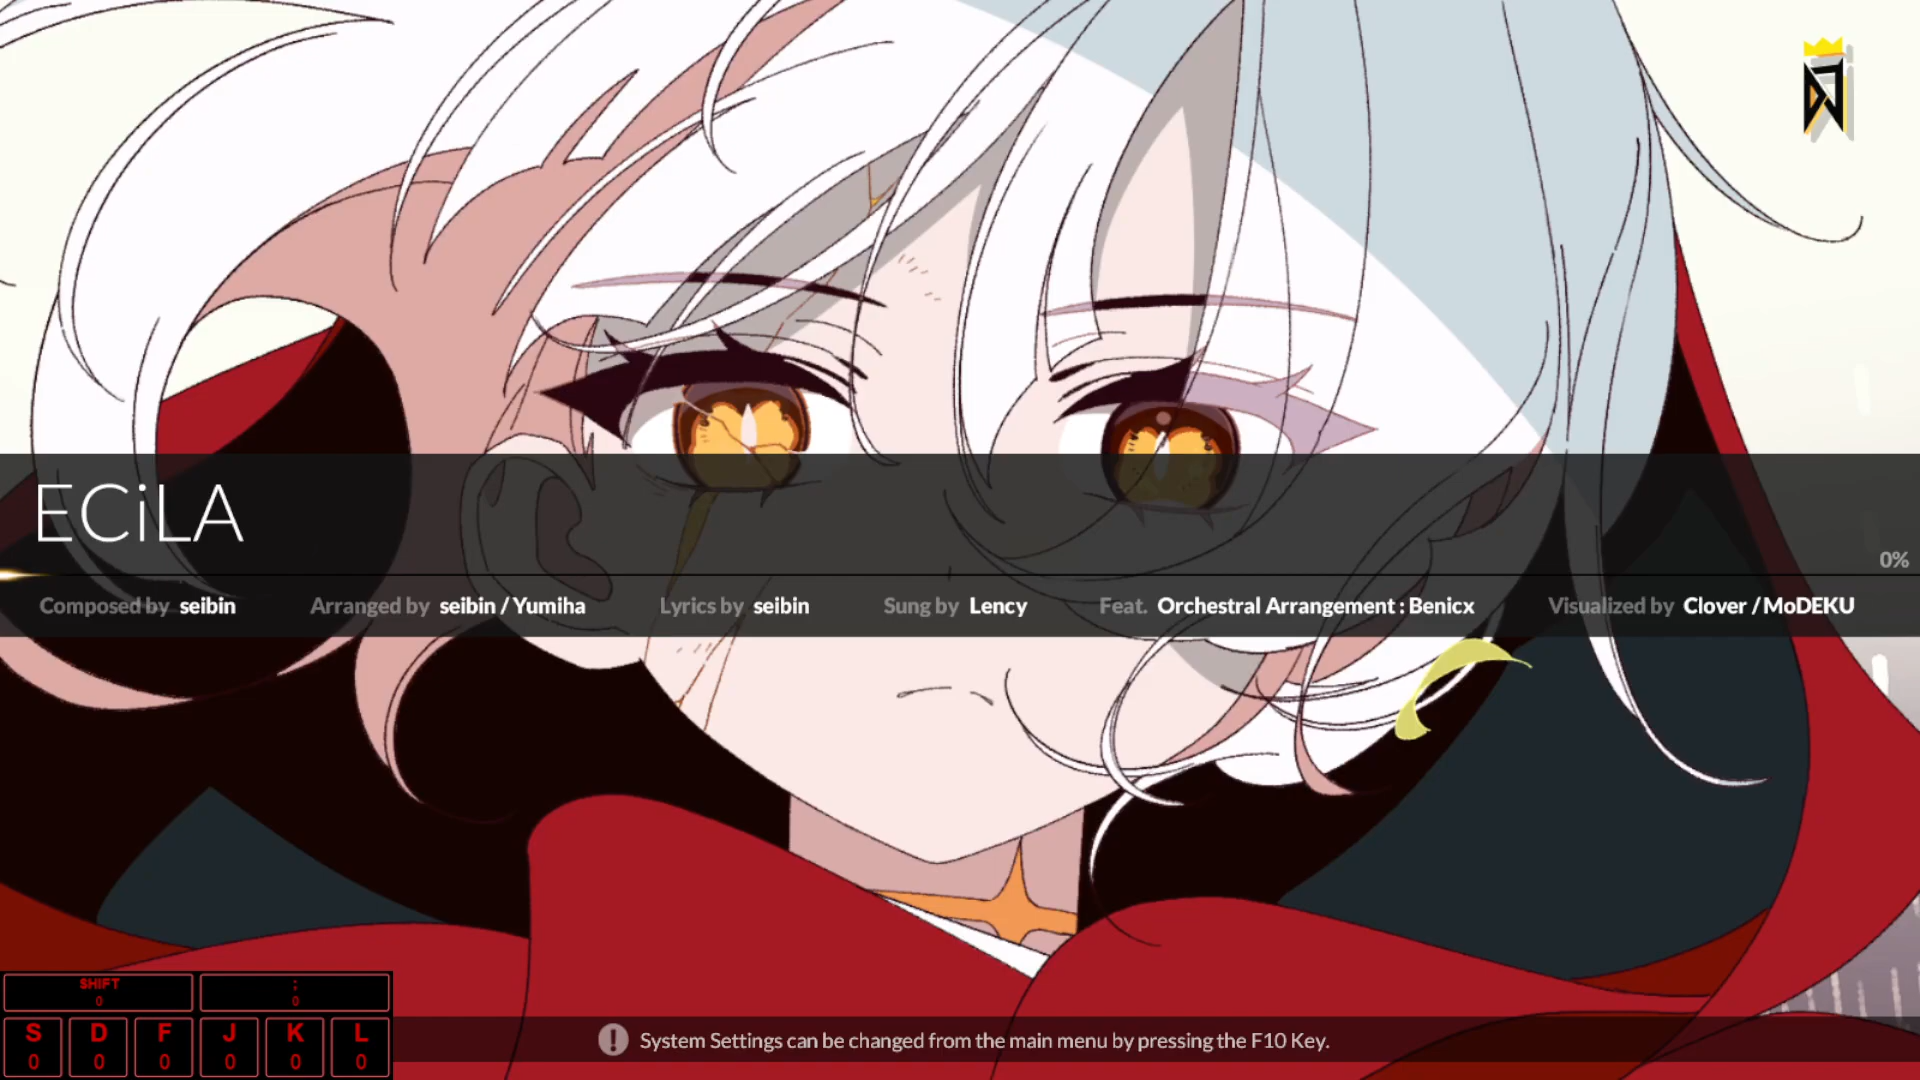 ECiLA
0%
Composed by seibin Arranged by seibin / Yumiha Lyrics by seibin Sung by Lency Feat. Orchestral Arrangement : Benicx Visualized by Clover / MoDEKU
SHIFT ;
0 0
S D F J K L
0 0 0 0 0 0
System Settings can be changed from the main menu by pressing the F10 Key.